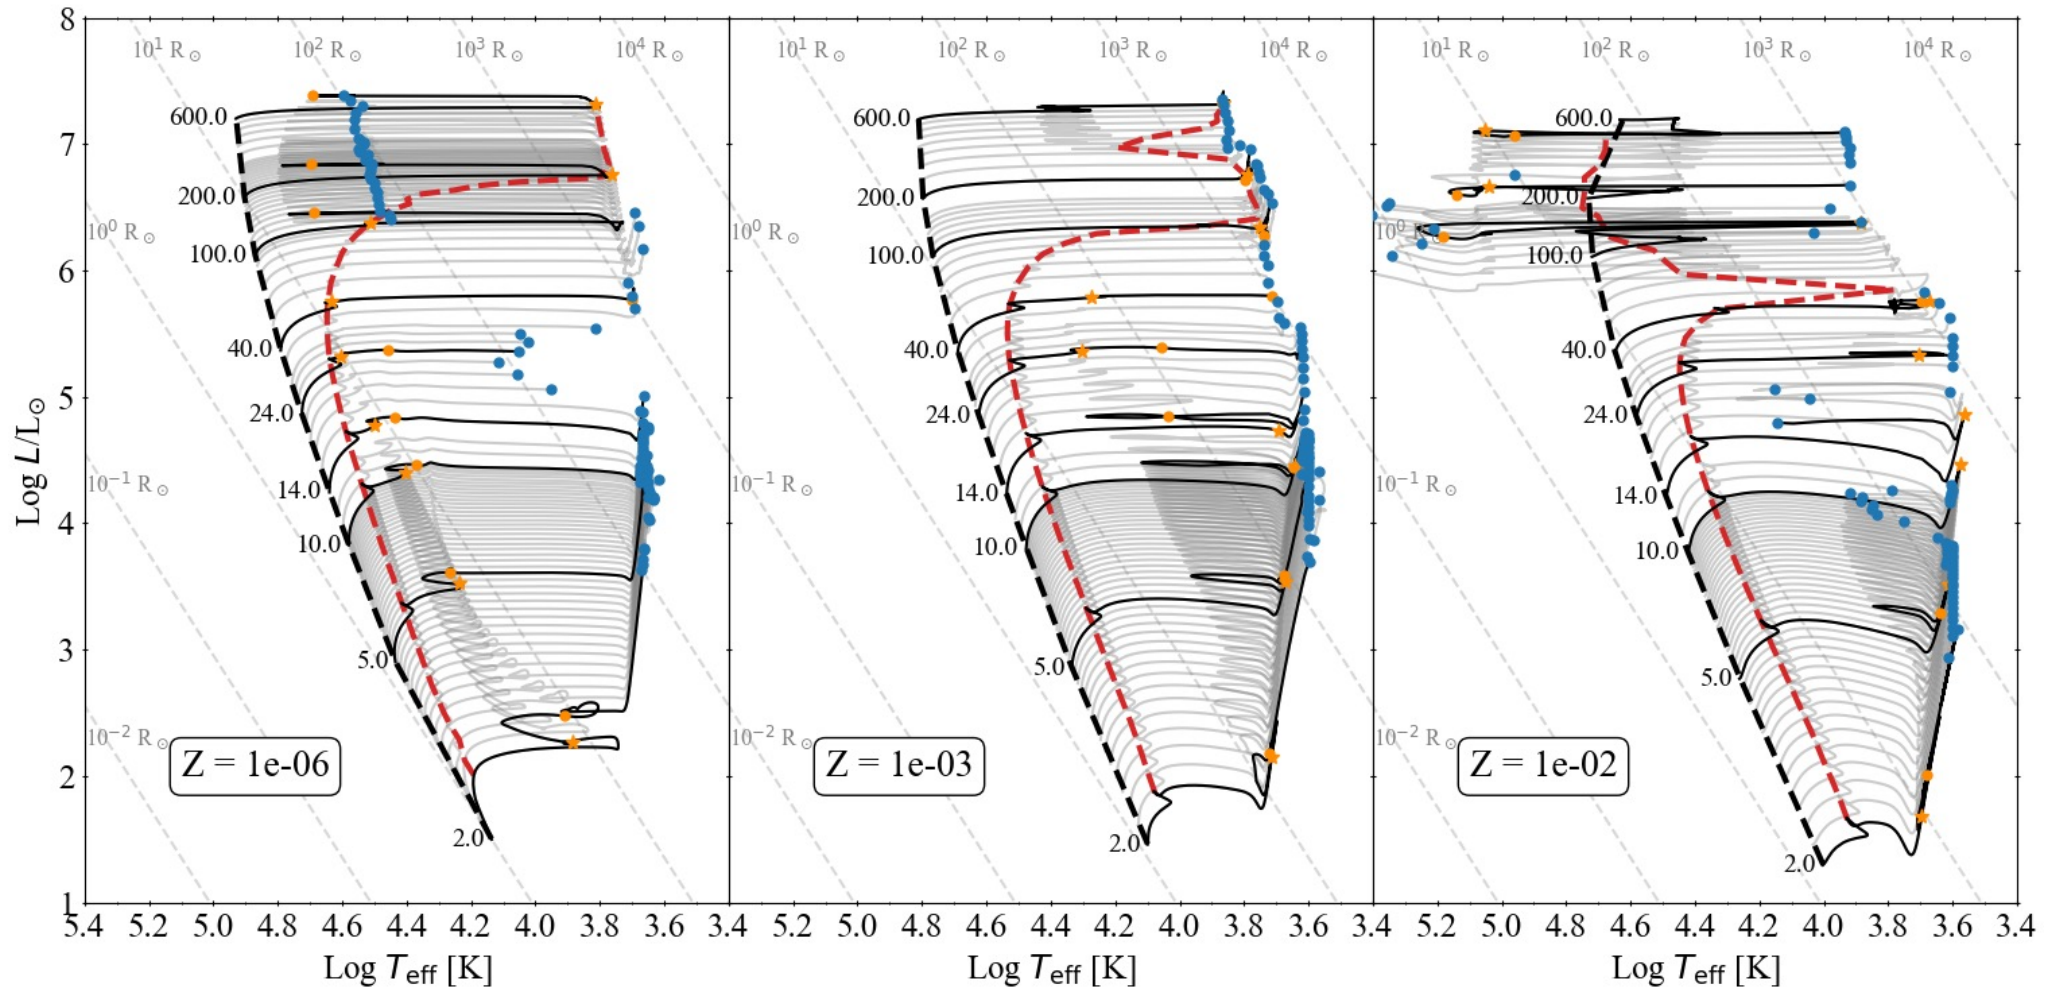 8
7
6
5
4
3
2
1
Log L/L⊙
10¹ R⊙
10² R⊙
10³ R⊙
10⁴ R⊙
10⁰ R⊙
10⁻¹ R⊙
10⁻² R⊙
600.0
200.0
100.0
40.0
24.0
14.0
10.0
5.0
2.0
Z = 1e-06
5.4 5.2 5.0 4.8 4.6 4.4 4.2 4.0 3.8 3.6 3.4
Log Teff [K]
10¹ R⊙
10² R⊙
10³ R⊙
10⁴ R⊙
10⁰ R⊙
10⁻¹ R⊙
10⁻² R⊙
600.0
200.0
100.0
40.0
24.0
14.0
10.0
5.0
2.0
Z = 1e-03
5.2 5.0 4.8 4.6 4.4 4.2 4.0 3.8 3.6 3.4
Log Teff [K]
10¹ R⊙
10² R⊙
10³ R⊙
10⁴ R⊙
10⁰ R⊙
10⁻¹ R⊙
10⁻² R⊙
600.0
200.0
100.0
40.0
24.0
14.0
10.0
5.0
2.0
Z = 1e-02
5.2 5.0 4.8 4.6 4.4 4.2 4.0 3.8 3.6 3.4
Log Teff [K]